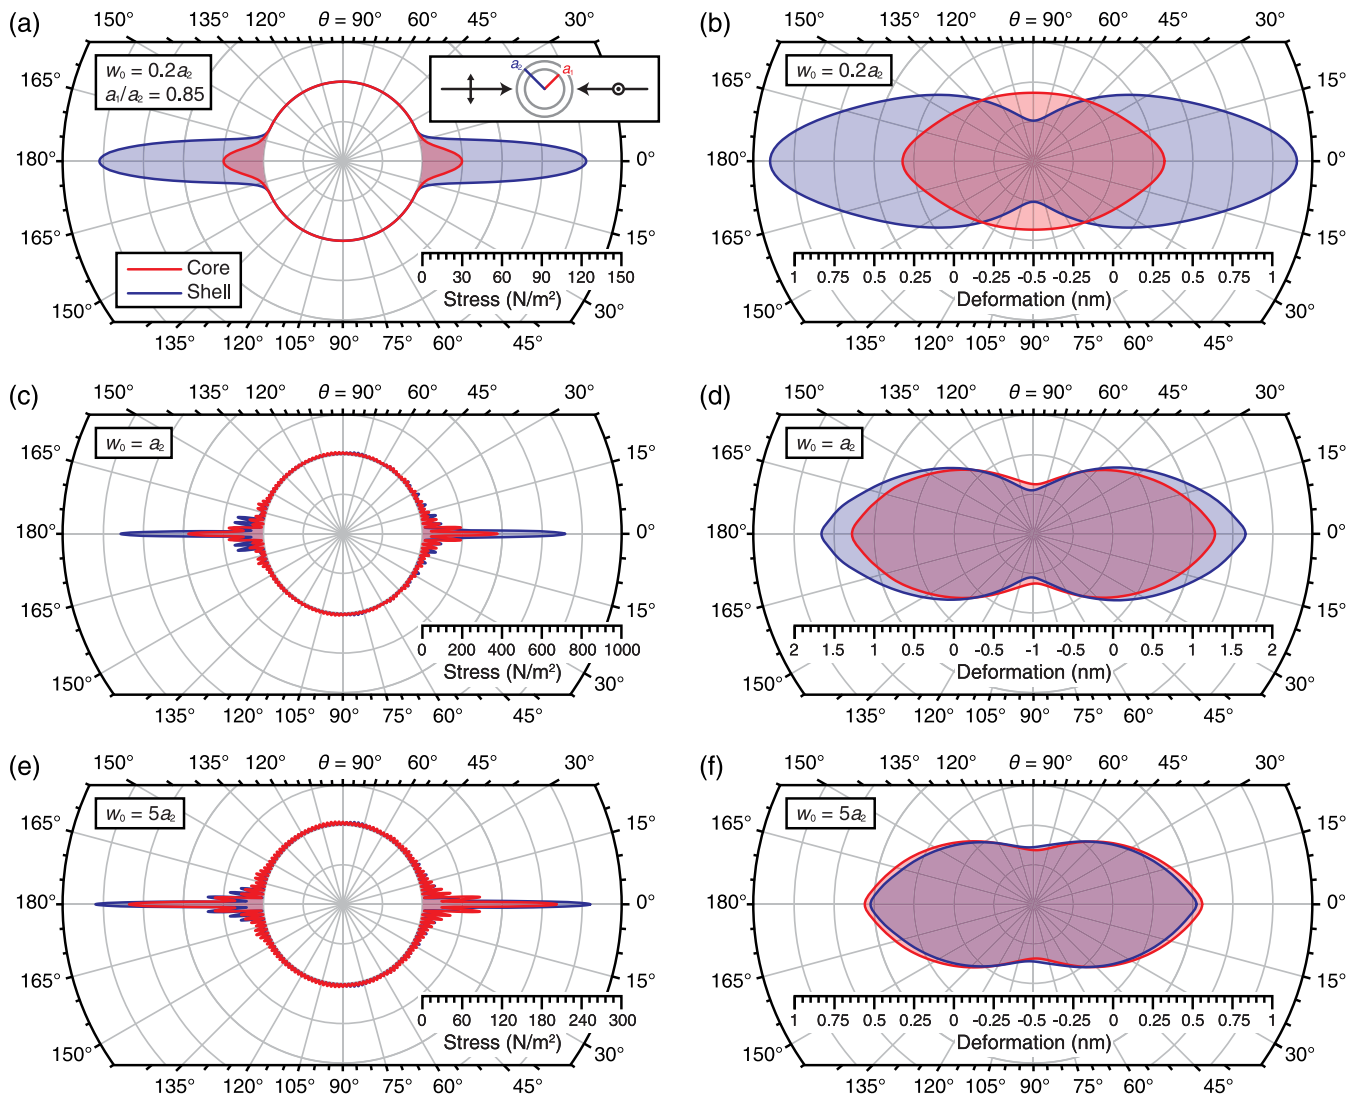 (a)
150° 135° 120° θ = 90° 60° 45° 30°
w₀ = 0.2a₂
a₁/a₂ = 0.85
a₂ a₁
165°
180° 0°
165° 15°
Core
Shell
0 30 60 90 120 150
Stress (N/m²)
150° 30°
135° 120° 105° 90° 75° 60° 45°
(b)
150° 135° 120° θ = 90° 60° 45° 30°
w₀ = 0.2a₂
165° 15°
180° 0°
165° 15°
1 0.75 0.5 0.25 0 -0.25 -0.5 -0.25 0 0.25 0.5 0.75 1
Deformation (nm)
150° 30°
135° 120° 105° 90° 75° 60° 45°
(c)
150° 135° 120° θ = 90° 60° 45° 30°
w₀ = a₂
165° 15°
180° 0°
165° 15°
0 200 400 600 800 1000
Stress (N/m²)
150° 30°
135° 120° 105° 90° 75° 60° 45°
(d)
150° 135° 120° θ = 90° 60° 45° 30°
w₀ = a₂
165° 15°
180° 0°
165° 15°
2 1.5 1 0.5 0 -0.5 -1 -0.5 0 0.5 1 1.5 2
Deformation (nm)
150° 30°
135° 120° 105° 90° 75° 60° 45°
(e)
150° 135° 120° θ = 90° 60° 45° 30°
w₀ = 5a₂
165° 15°
180° 0°
165° 15°
0 60 120 180 240 300
Stress (N/m²)
150° 30°
135° 120° 105° 90° 75° 60° 45°
(f)
150° 135° 120° θ = 90° 60° 45° 30°
w₀ = 5a₂
165° 15°
180° 0°
165° 15°
1 0.75 0.5 0.25 0 -0.25 -0.5 -0.25 0 0.25 0.5 0.75 1
Deformation (nm)
150° 30°
135° 120° 105° 90° 75° 60° 45°